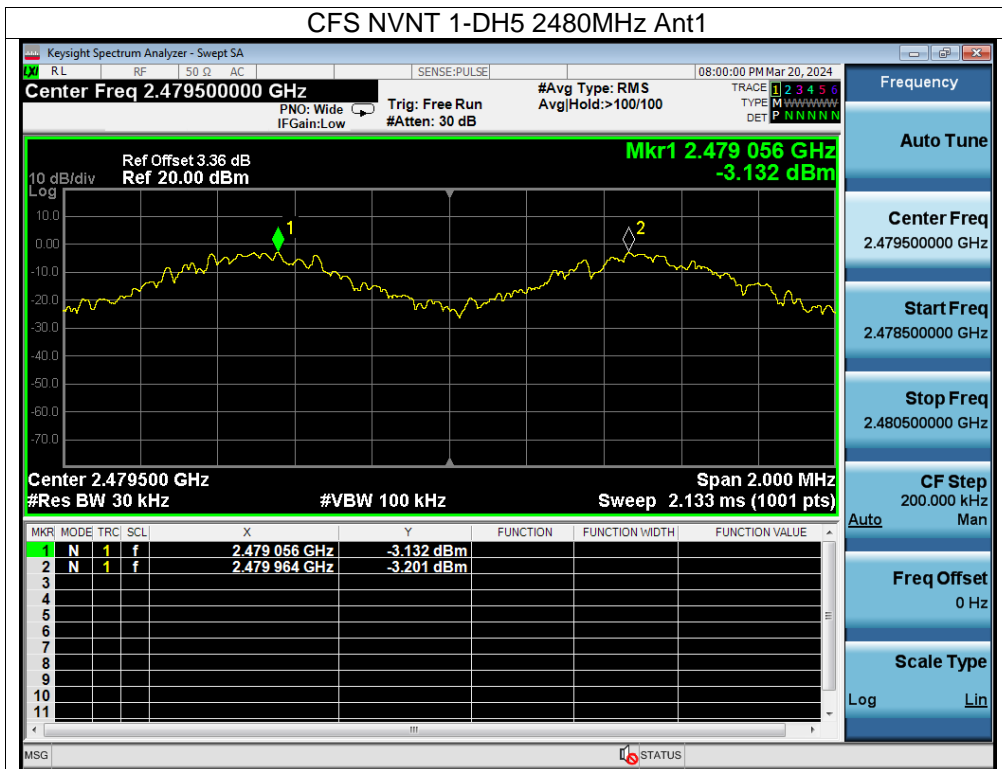 CFS NVNT 1-DH5 2480MHz Ant1
Keysight Spectrum Analyzer - Swept SA
LXI RL RF 50 Ω AC SENSE:PULSE 08:00:00 PM Mar 20, 2024
Center Freq 2.479500000 GHz #Avg Type: RMS TRACE 1 2 3 4 5 6
PNO: Wide Trig: Free Run Avg|Hold:>100/100 TYPE M WWWWW
IFGain:Low #Atten: 30 dB DET P N N N N N
Mkr1 2.479 056 GHz
-3.132 dBm
Ref Offset 3.36 dB
10 dB/div Ref 20.00 dBm
Log
10.0
0.00
-10.0
-20.0
-30.0
-40.0
-50.0
-60.0
-70.0
1
2
Center 2.479500 GHz Span 2.000 MHz
#Res BW 30 kHz #VBW 100 kHz Sweep 2.133 ms (1001 pts)
MKR MODE TRC SCL X Y FUNCTION FUNCTION WIDTH FUNCTION VALUE
1 N 1 f 2.479 056 GHz -3.132 dBm
2 N 1 f 2.479 964 GHz -3.201 dBm
3
4
5
6
7
8
9
10
11
MSG STATUS
Frequency
Auto Tune
Center Freq
2.479500000 GHz
Start Freq
2.478500000 GHz
Stop Freq
2.480500000 GHz
CF Step
200.000 kHz
Auto Man
Freq Offset
0 Hz
Scale Type
Log Lin